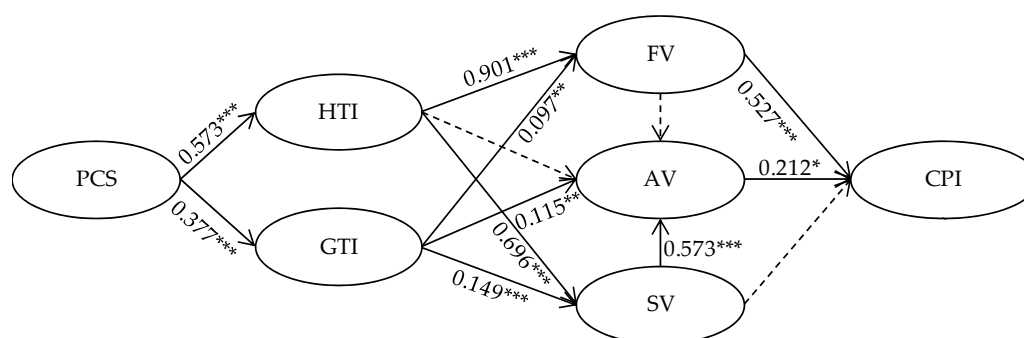 FV
0.901***
HTI
0.097**
0.527***
0.573***
PCS
AV
0.212*
CPI
0.377***
0.115**
GTI
0.696***
0.573***
0.149***
SV